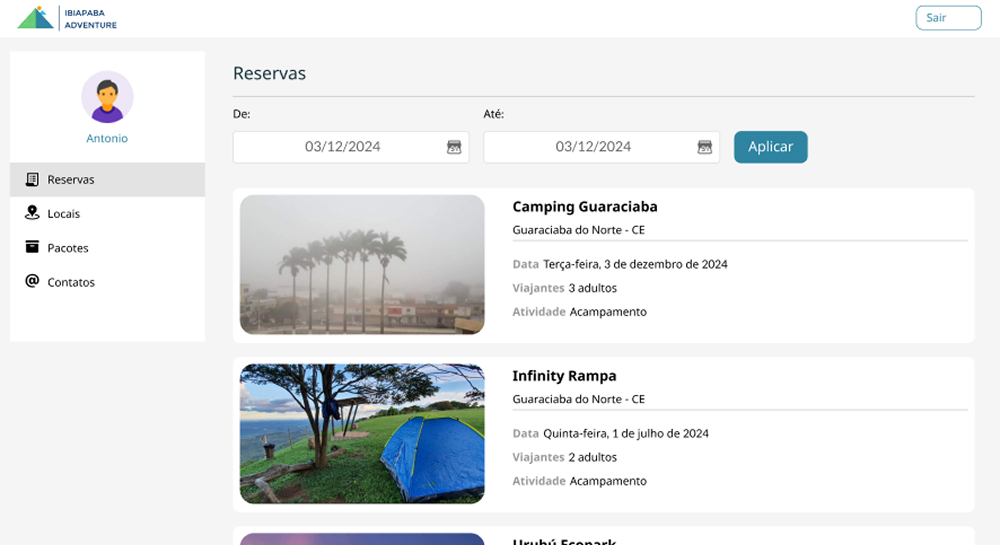 IBIAPABA
ADVENTURE
Sair
Antonio
Reservas
Locais
Pacotes
Contatos
Reservas
De:
Até:
03/12/2024
03/12/2024
Aplicar
Camping Guaraciaba
Guaraciaba do Norte - CE
Data Terça-feira, 3 de dezembro de 2024
Viajantes 3 adultos
Atividade Acampamento
Infinity Rampa
Guaraciaba do Norte - CE
Data Quinta-feira, 1 de julho de 2024
Viajantes 2 adultos
Atividade Acampamento
Urubú Ecopark